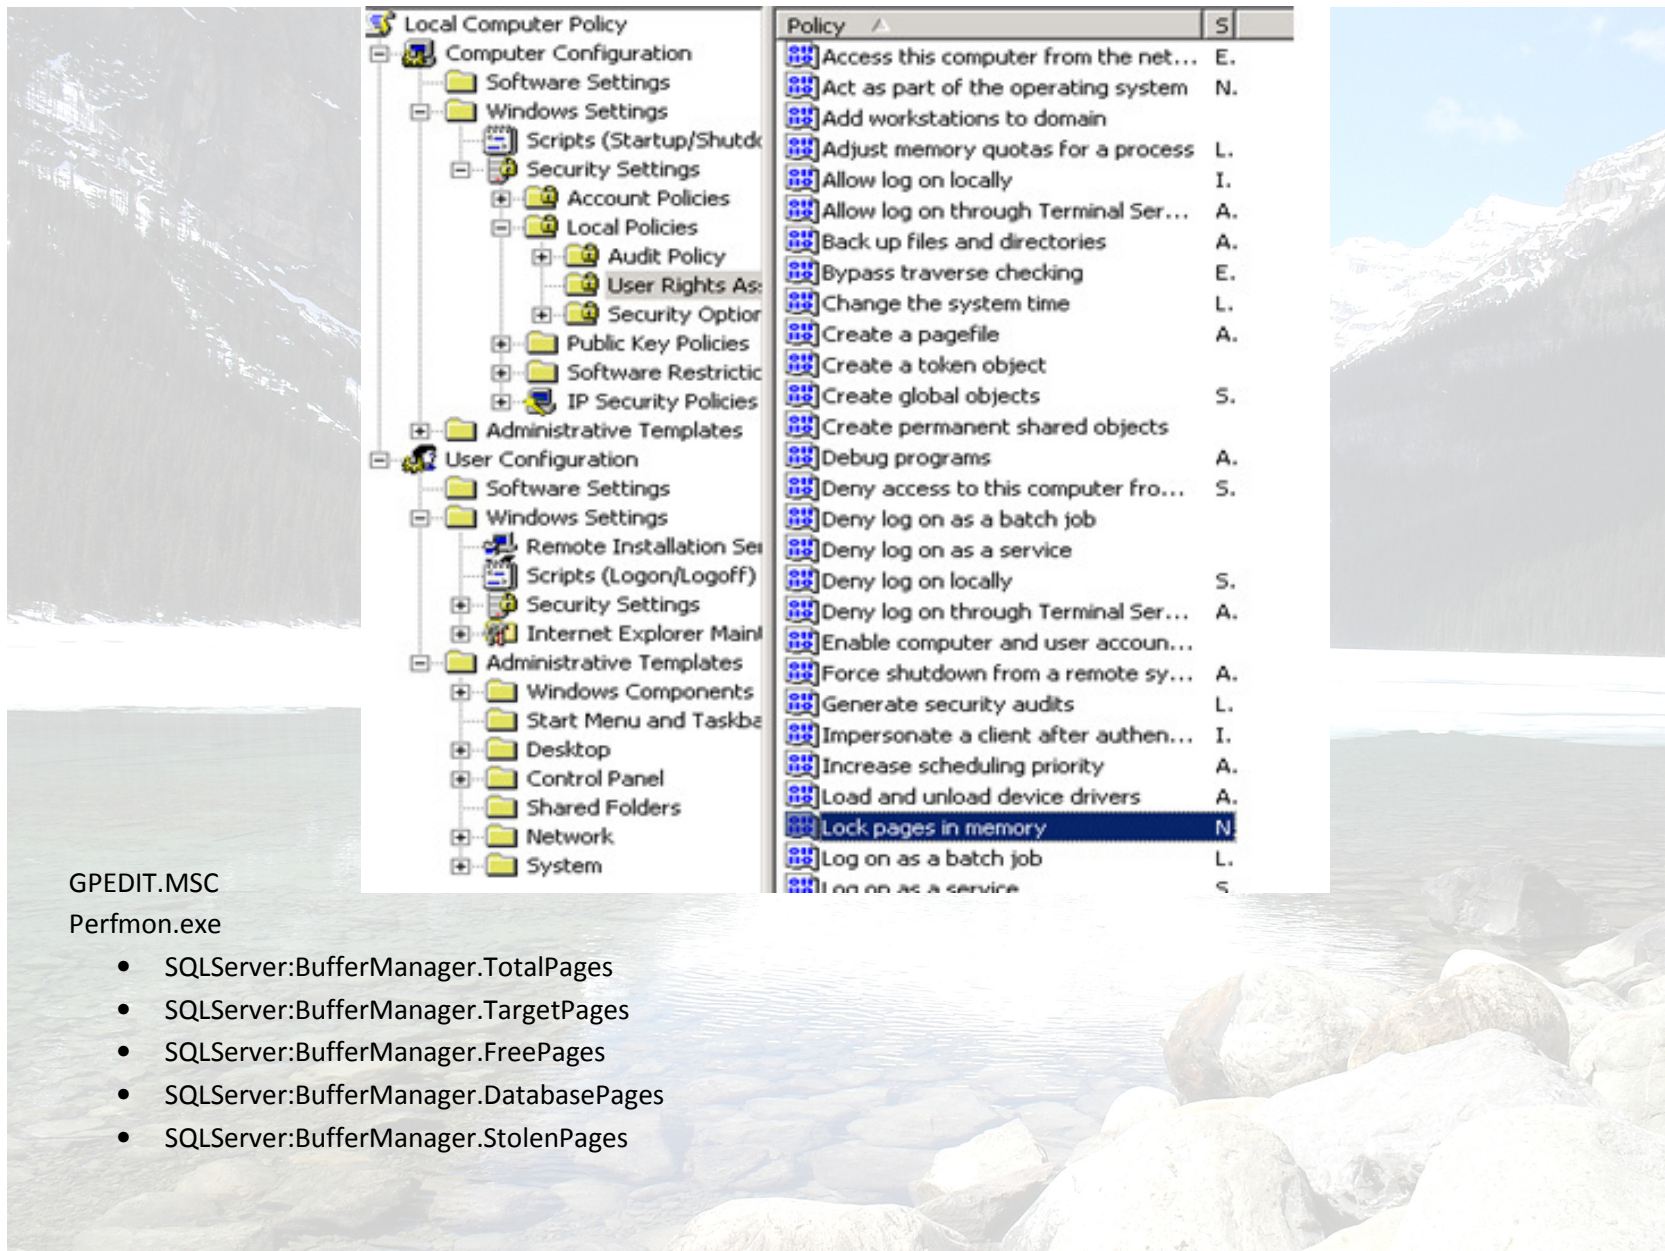 Local Computer Policy
Computer Configuration
Software Settings
Windows Settings
Scripts (Startup/Shutdo
Security Settings
Account Policies
Local Policies
Audit Policy
User Rights As
Security Option
Public Key Policies
Software Restrictic
IP Security Policies
Administrative Templates
User Configuration
Software Settings
Windows Settings
Remote Installation Ser
Scripts (Logon/Logoff)
Security Settings
Internet Explorer Maint
Administrative Templates
Windows Components
Start Menu and Taskba
Desktop
Control Panel
Shared Folders
Network
System
Policy S
Access this computer from the net... E.
Act as part of the operating system N.
Add workstations to domain
Adjust memory quotas for a process L.
Allow log on locally I.
Allow log on through Terminal Ser... A.
Back up files and directories A.
Bypass traverse checking E.
Change the system time L.
Create a pagefile A.
Create a token object
Create global objects S.
Create permanent shared objects
Debug programs A.
Deny access to this computer fro... S.
Deny log on as a batch job
Deny log on as a service
Deny log on locally S.
Deny log on through Terminal Ser... A.
Enable computer and user accoun...
Force shutdown from a remote sy... A.
Generate security audits L.
Impersonate a client after authen... I.
Increase scheduling priority A.
Load and unload device drivers A.
Lock pages in memory N
Log on as a batch job L.
Log on as a service S.
GPEDIT.MSC
Perfmon.exe
• SQLServer:BufferManager.TotalPages
• SQLServer:BufferManager.TargetPages
• SQLServer:BufferManager.FreePages
• SQLServer:BufferManager.DatabasePages
• SQLServer:BufferManager.StolenPages